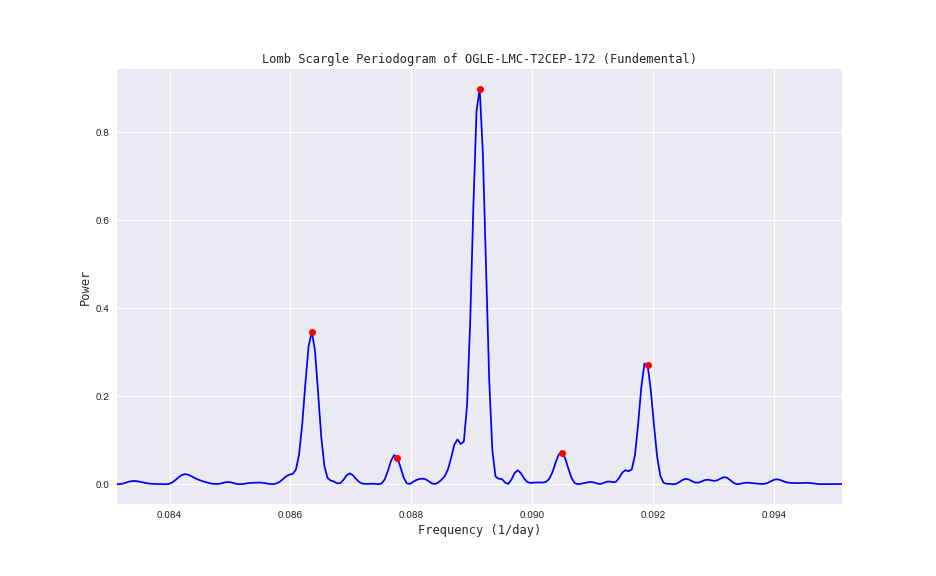 Lomb Scargle Periodogram of OGLE-LMC-T2CEP-172 (Fundemental)
0.8
0.6
0.4
0.2
0.0
Power
0.084 0.086 0.088 0.090 0.092 0.094
Frequency (1/day)